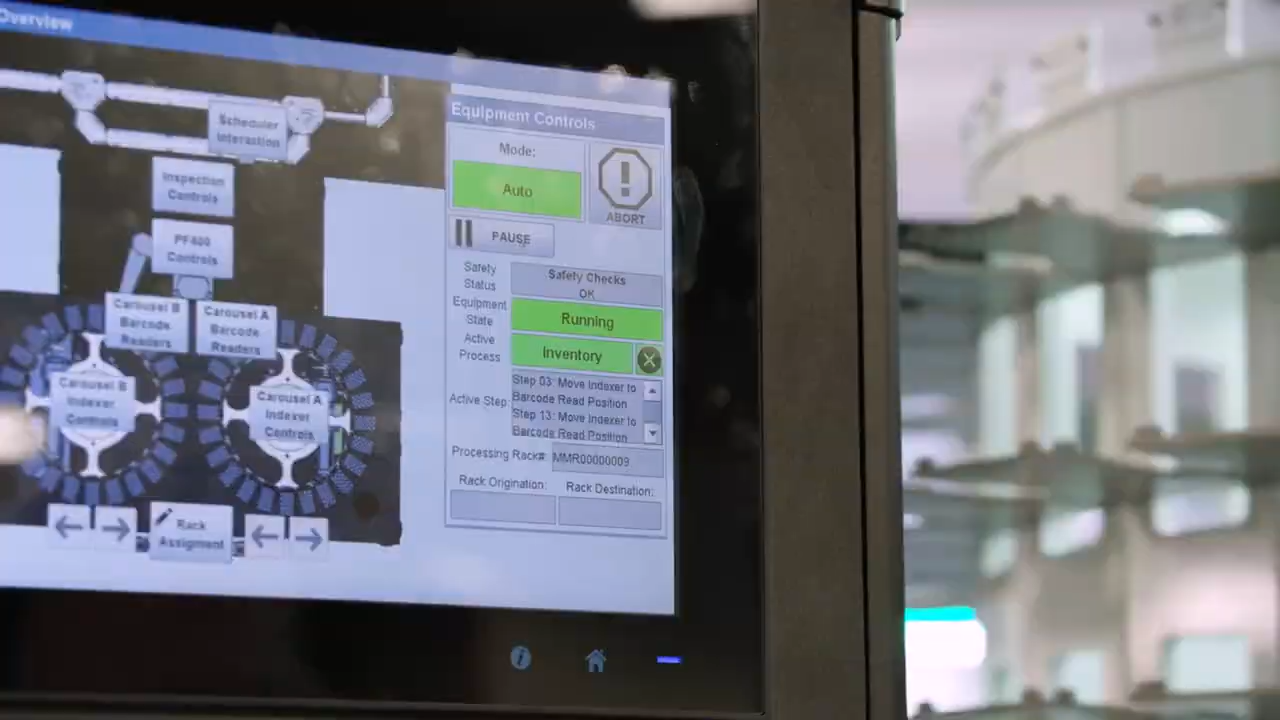 Overview
Scheduler
Interaction
Inspection
Controls
PF400
Controls
Carousel B
Barcode
Readers
Carousel A
Barcode
Readers
Carousel B
Indexer
Controls
Carousel A
Indexer
Controls
Rack
Assigment
Equipment Controls
Mode:
Auto
ABORT
PAUSE
Safety
Status
Safety Checks
OK
Equipment
State
Running
Active
Process
Inventory
Active Step:
Step 03: Move Indexer to
Barcode Read Position
Step 13: Move Indexer to
Barcode Read Position
Processing Rack#:
MMR00000009
Rack Origination:
Rack Destination: